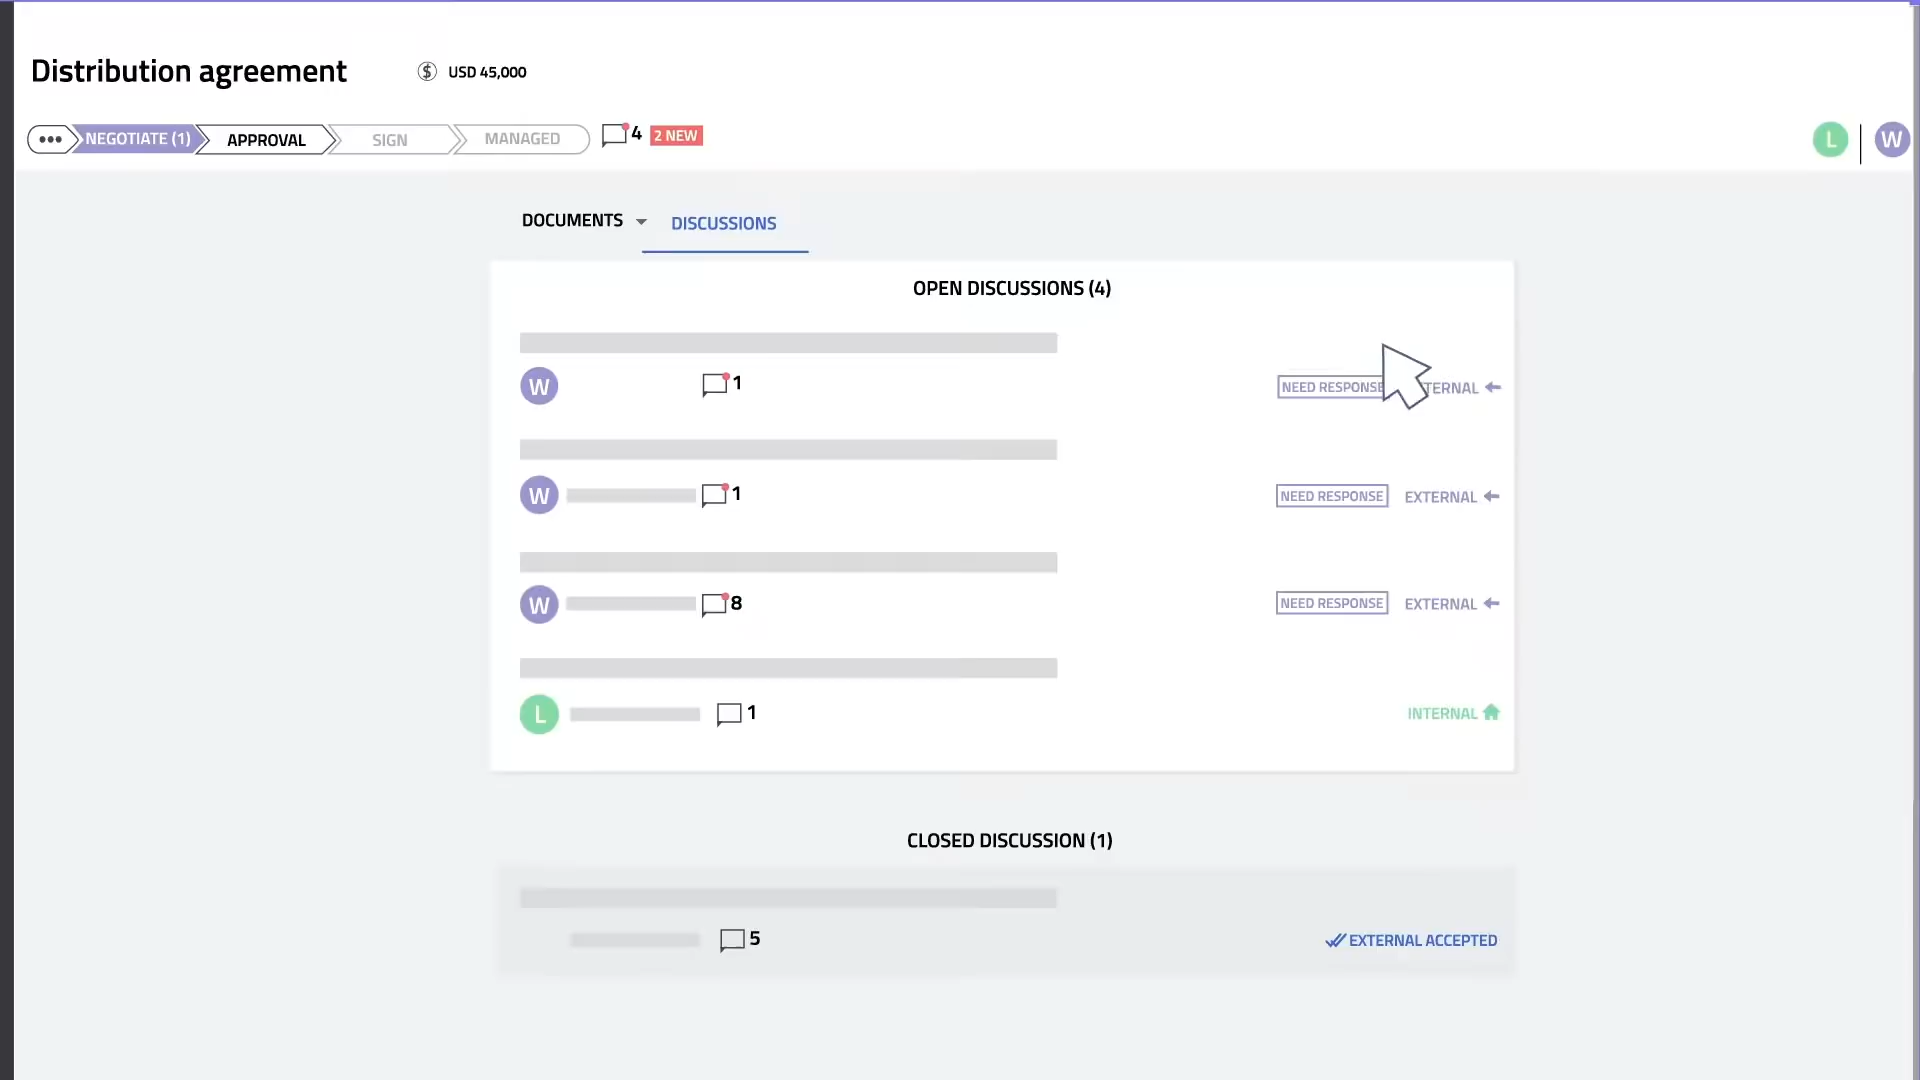 Distribution agreement
$ USD 45,000
NEGOTIATE (1) APPROVAL SIGN MANAGED 4 2 NEW
L W
DOCUMENTS DISCUSSIONS
OPEN DISCUSSIONS (4)
W 1 NEED RESPONSE TERNAL
W 1 NEED RESPONSE EXTERNAL
W 8 NEED RESPONSE EXTERNAL
L 1 INTERNAL
CLOSED DISCUSSION (1)
5 EXTERNAL ACCEPTED